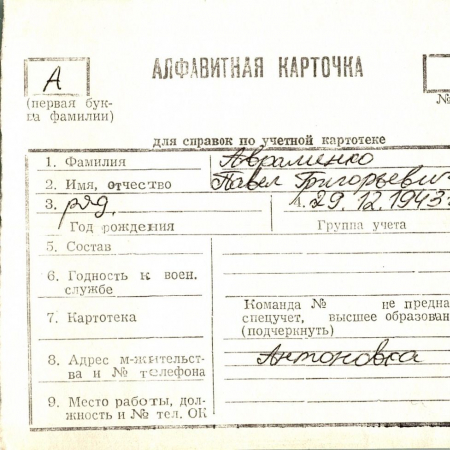 АЛФАВИТНАЯ КАРТОЧКА
А
(первая бук-
ва фамилии)
№
для справок по учетной картотеке
1. Фамилия Авраменко
2. Имя, отчество Павел Григорьевич
3. ряд. п. 29.12.1943г
Год рождения Группа учета
5. Состав
6. Годность к воен.
службе
Команда № не предна
7. Картотека спецучет, высшее образован
(подчеркнуть)
8. Адрес м-жительст- Антоновка
ва и № телефона
9. Место работы, дол-
жность и № тел. ОК